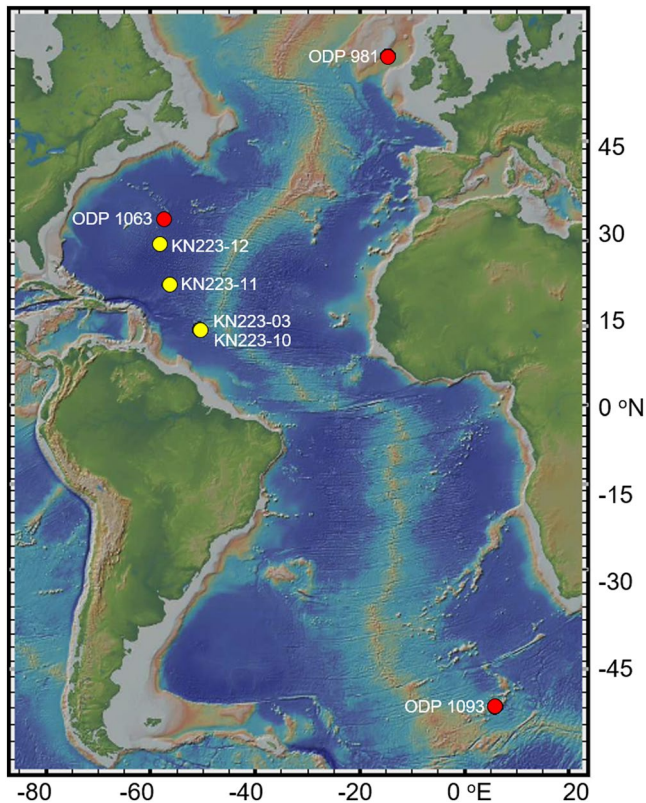 ODP 981
45
ODP 1063
KN223-12
30
KN223-11
KN223-03
KN223-10
15
0 °N
-15
-30
-45
ODP 1093
-80 -60 -40 -20 0 °E 20